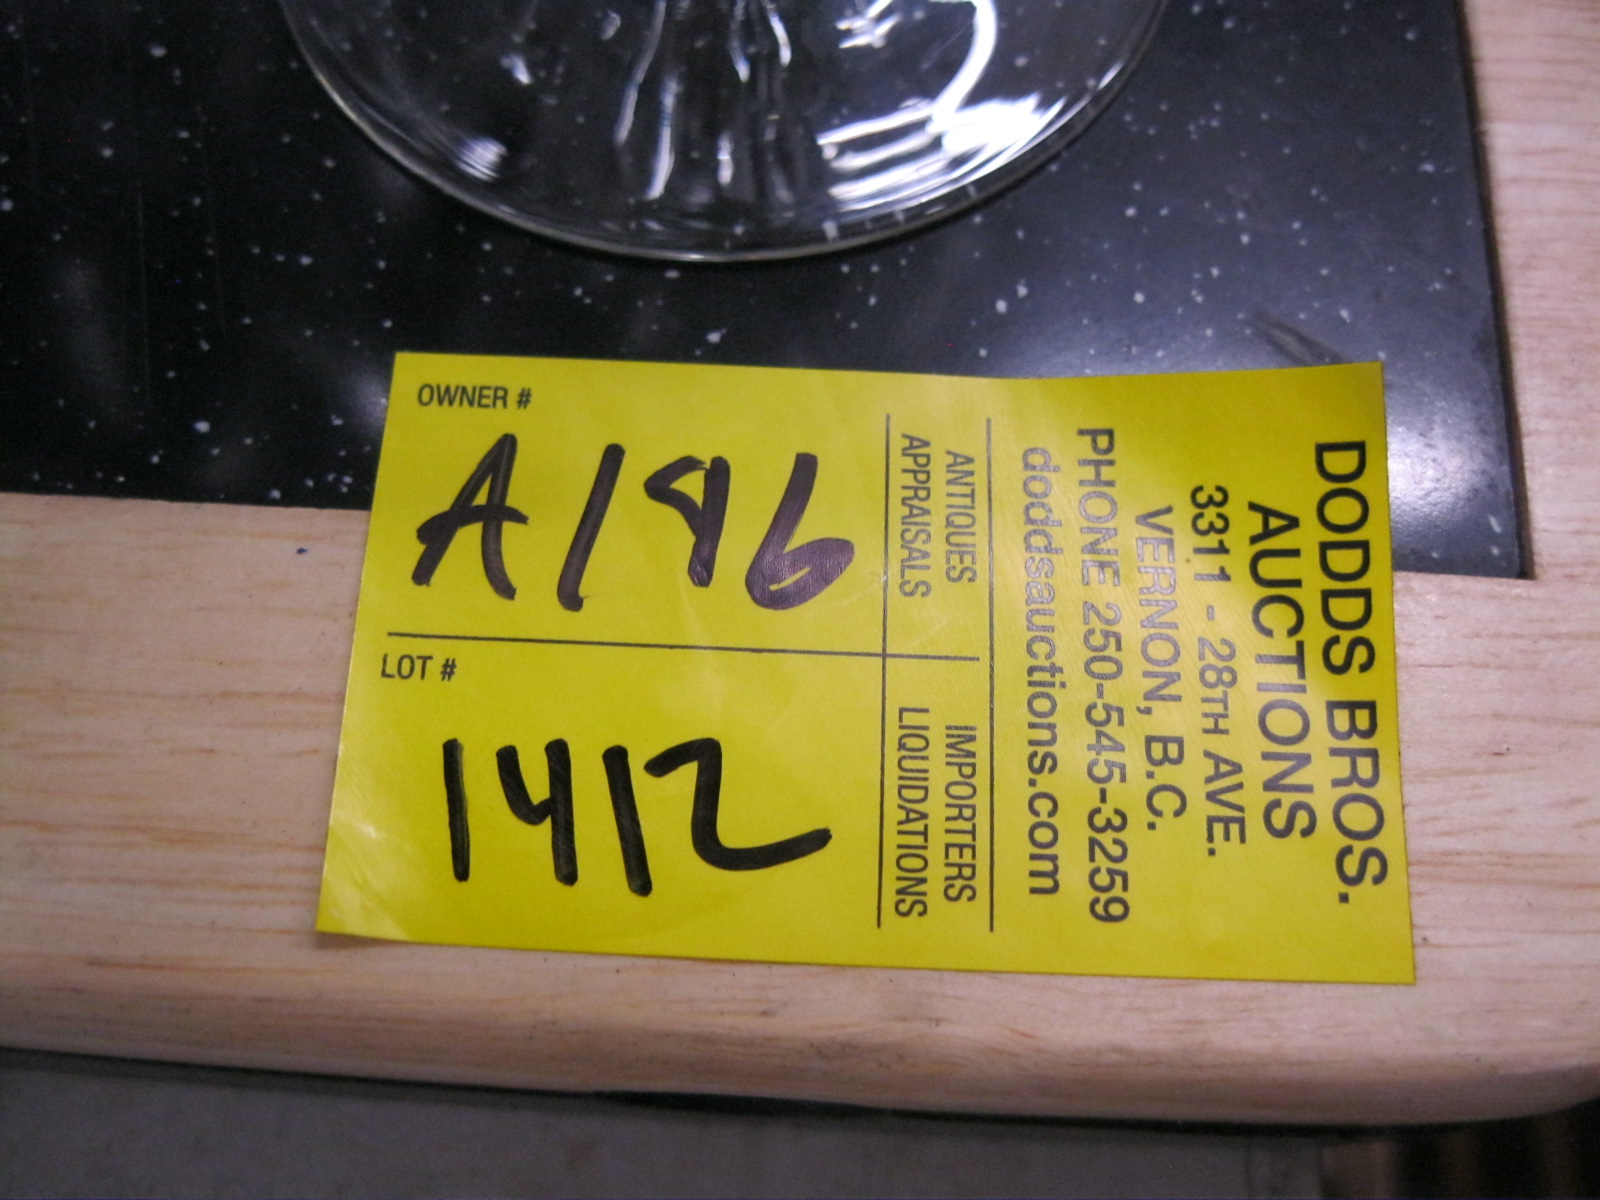 OWNER #
A196
LOT #
1412
ANTIQUES
APPRAISALS
IMPORTERS
LIQUIDATIONS
DODDS BROS.
AUCTIONS
3311 - 28TH AVE.
VERNON, B.C.
PHONE 250-545-3259
doddsauctions.com